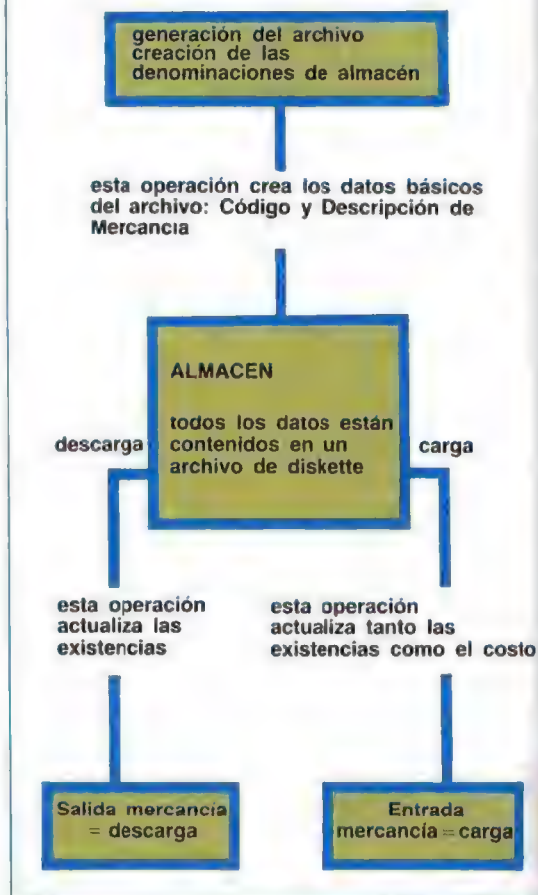 generación del archivo
creación de las
denominaciones de almacén
esta operación crea los datos básicos
del archivo: Código y Descripción de
Mercancia
ALMACEN
todos los datos están
contenidos en un
archivo de diskette
descarga
carga
esta operación
actualiza las
existencias
esta operación
actualiza tanto las
existencias como el costo
Salida mercancía
= descarga
Entrada
mercancía = carga